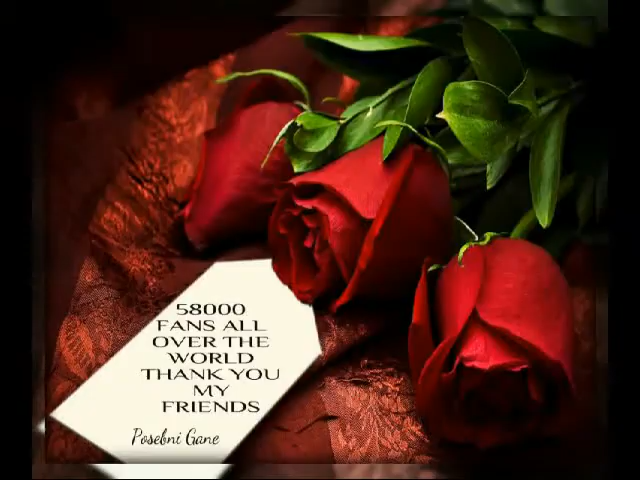 58000
FANS ALL
OVER THE
WORLD
THANK YOU
MY
FRIENDS
Posebni Gane